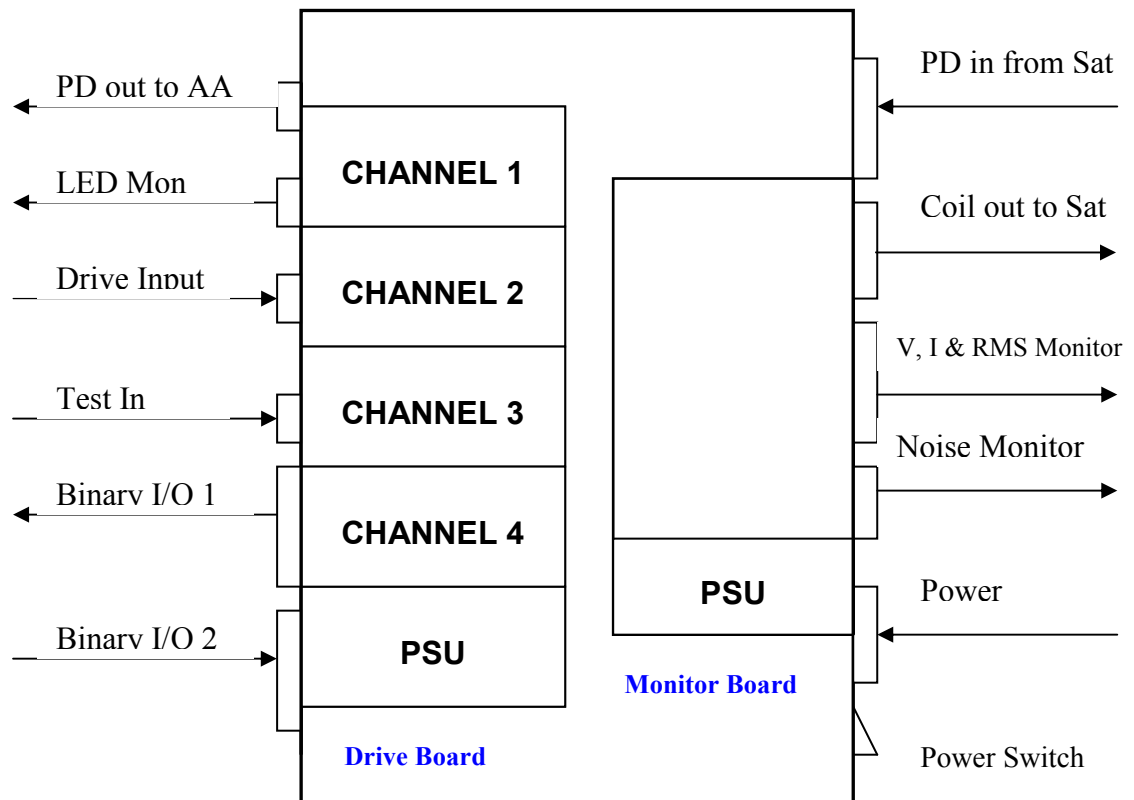 PD out to AA
LED Mon
Drive Input
Test In
Binary I/O 1
Binary I/O 2
CHANNEL 1
CHANNEL 2
CHANNEL 3
CHANNEL 4
PSU
Drive Board
PSU
Monitor Board
PD in from Sat
Coil out to Sat
V, I & RMS Monitor
Noise Monitor
Power
Power Switch